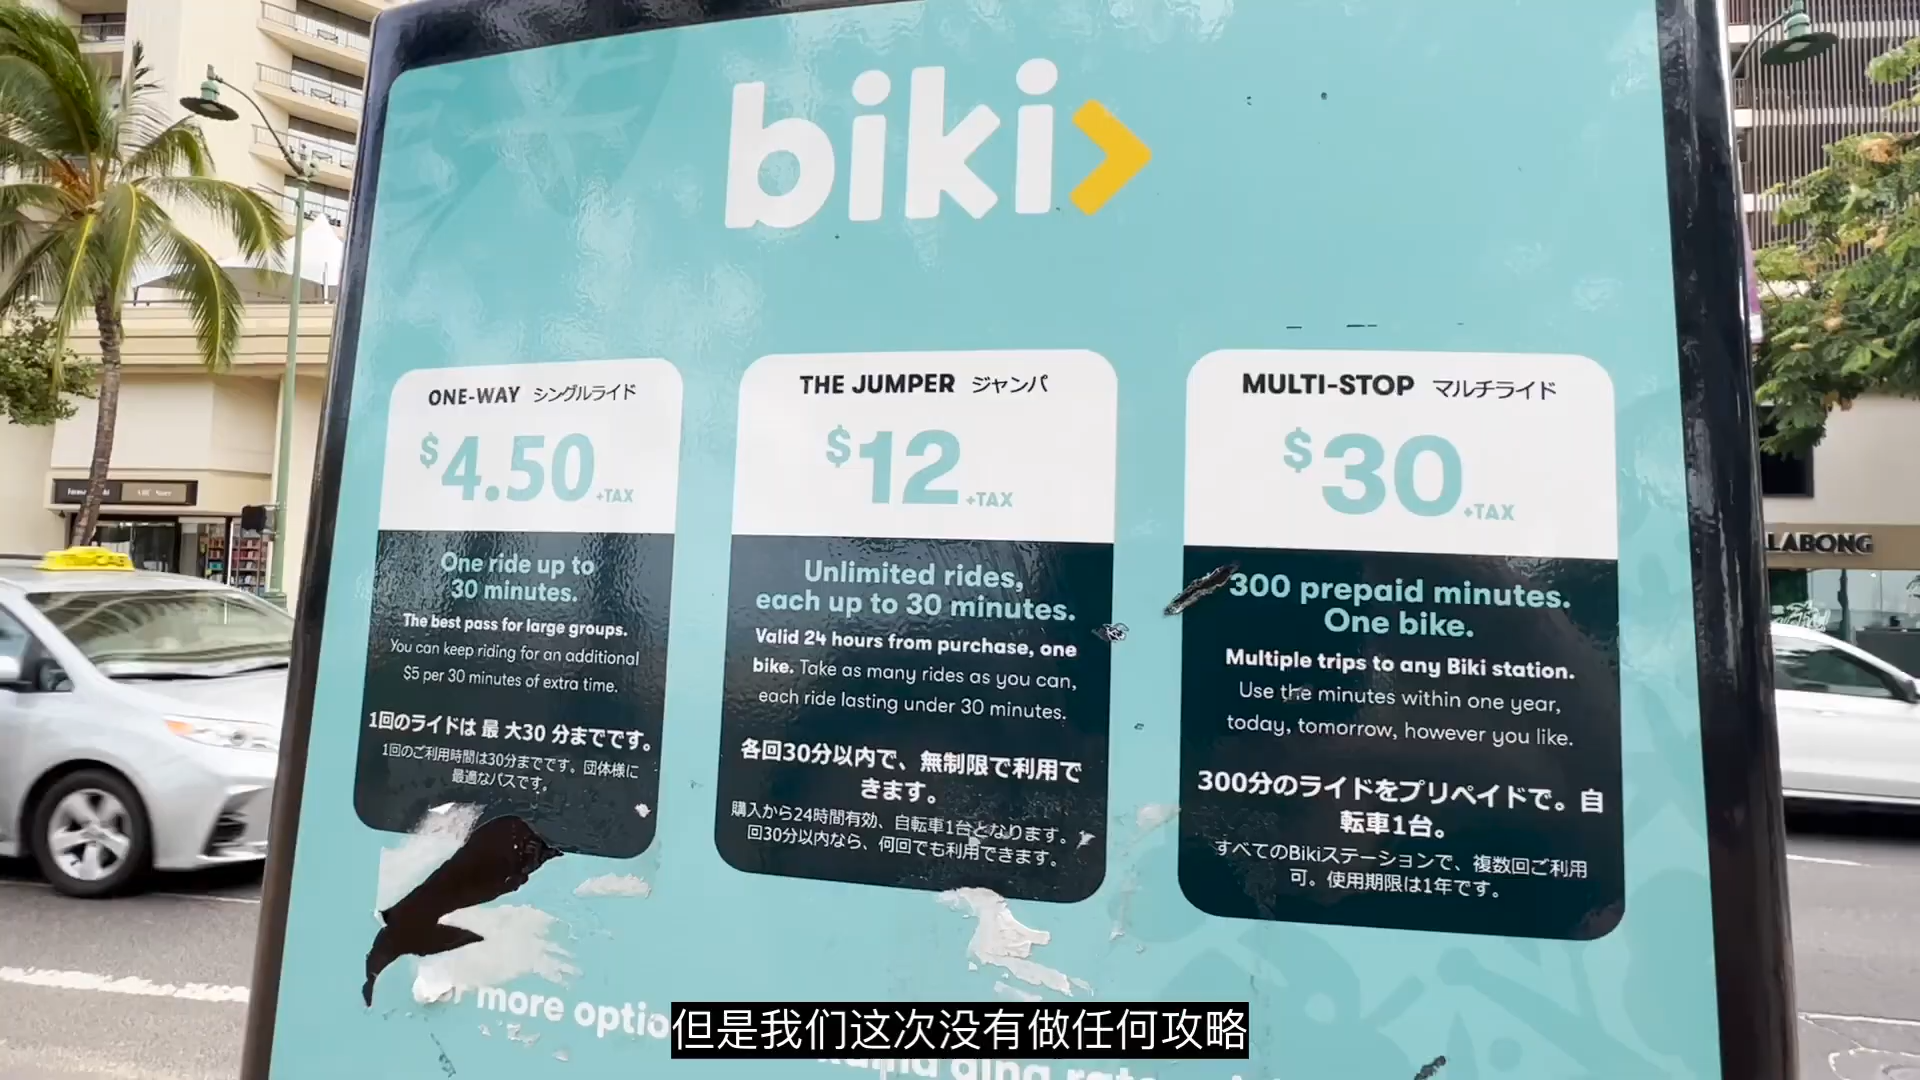 biki
ONE-WAY シングルライド
$4.50 +TAX
One ride up to
30 minutes.
The best pass for large groups.
You can keep riding for an additional
$5 per 30 minutes of extra time.
1回のライドは 最 大30 分までです。
1回のご利用時間は30分までです。団体様に
最適なパスです。
THE JUMPER ジャンパ
$12 +TAX
Unlimited rides,
each up to 30 minutes.
Valid 24 hours from purchase, one
bike. Take as many rides as you can,
each ride lasting under 30 minutes.
各回30分以内で、無制限で利用で
きます。
購入から24時間有効、自転車1台となります。
回30分以内なら、何回でも利用できます。
MULTI-STOP マルチライド
$30 +TAX
300 prepaid minutes.
One bike.
Multiple trips to any Biki station.
Use the minutes within one year,
today, tomorrow, however you like.
300分のライドをプリペイドで。自
転車1台。
すべてのBikiステーションで、複数回ご利用
可。使用期限は1年です。
more optio
但是我们这次没有做任何攻略
LABONG